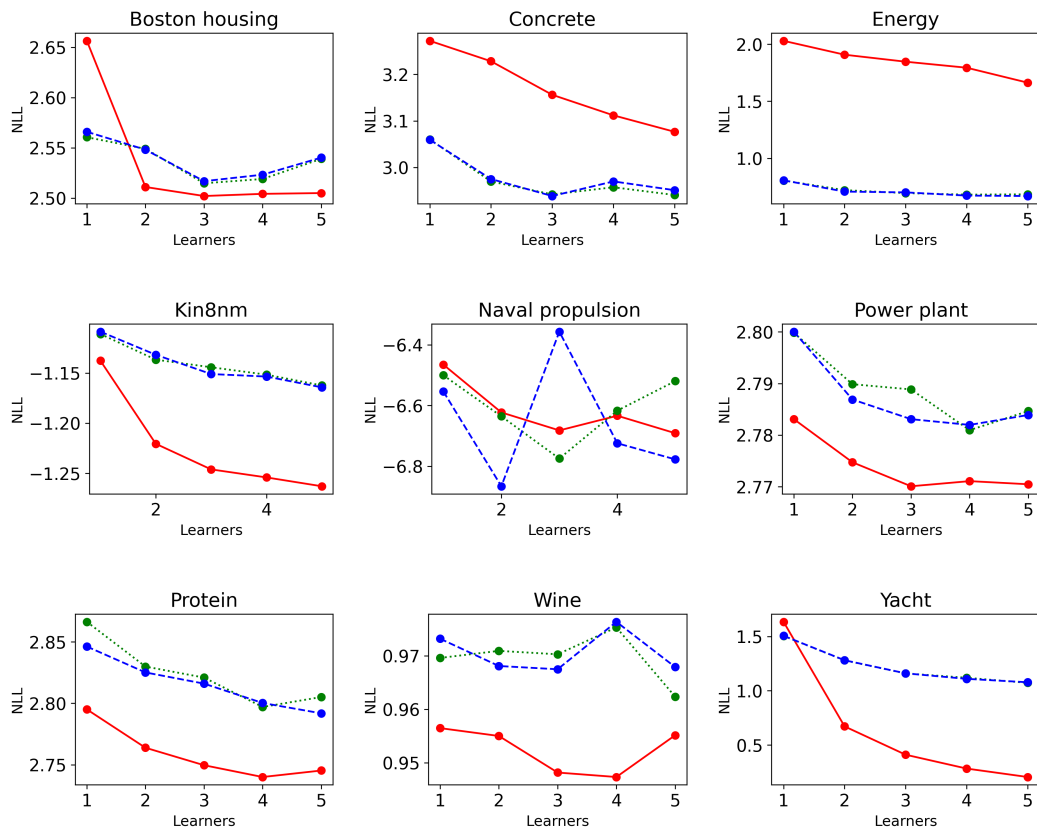 Boston housing
NLL
2.65
2.60
2.55
2.50
1 2 3 4 5
Learners
Concrete
NLL
3.2
3.1
3.0
1 2 3 4 5
Learners
Energy
NLL
2.0
1.5
1.0
1 2 3 4 5
Learners
Kin8nm
NLL
−1.15
−1.20
−1.25
2 4
Learners
Naval propulsion
NLL
−6.4
−6.6
−6.8
2 4
Learners
Power plant
NLL
2.80
2.79
2.78
2.77
1 2 3 4 5
Learners
Protein
NLL
2.85
2.80
2.75
1 2 3 4 5
Learners
Wine
NLL
0.97
0.96
0.95
1 2 3 4 5
Learners
Yacht
NLL
1.5
1.0
0.5
1 2 3 4 5
Learners